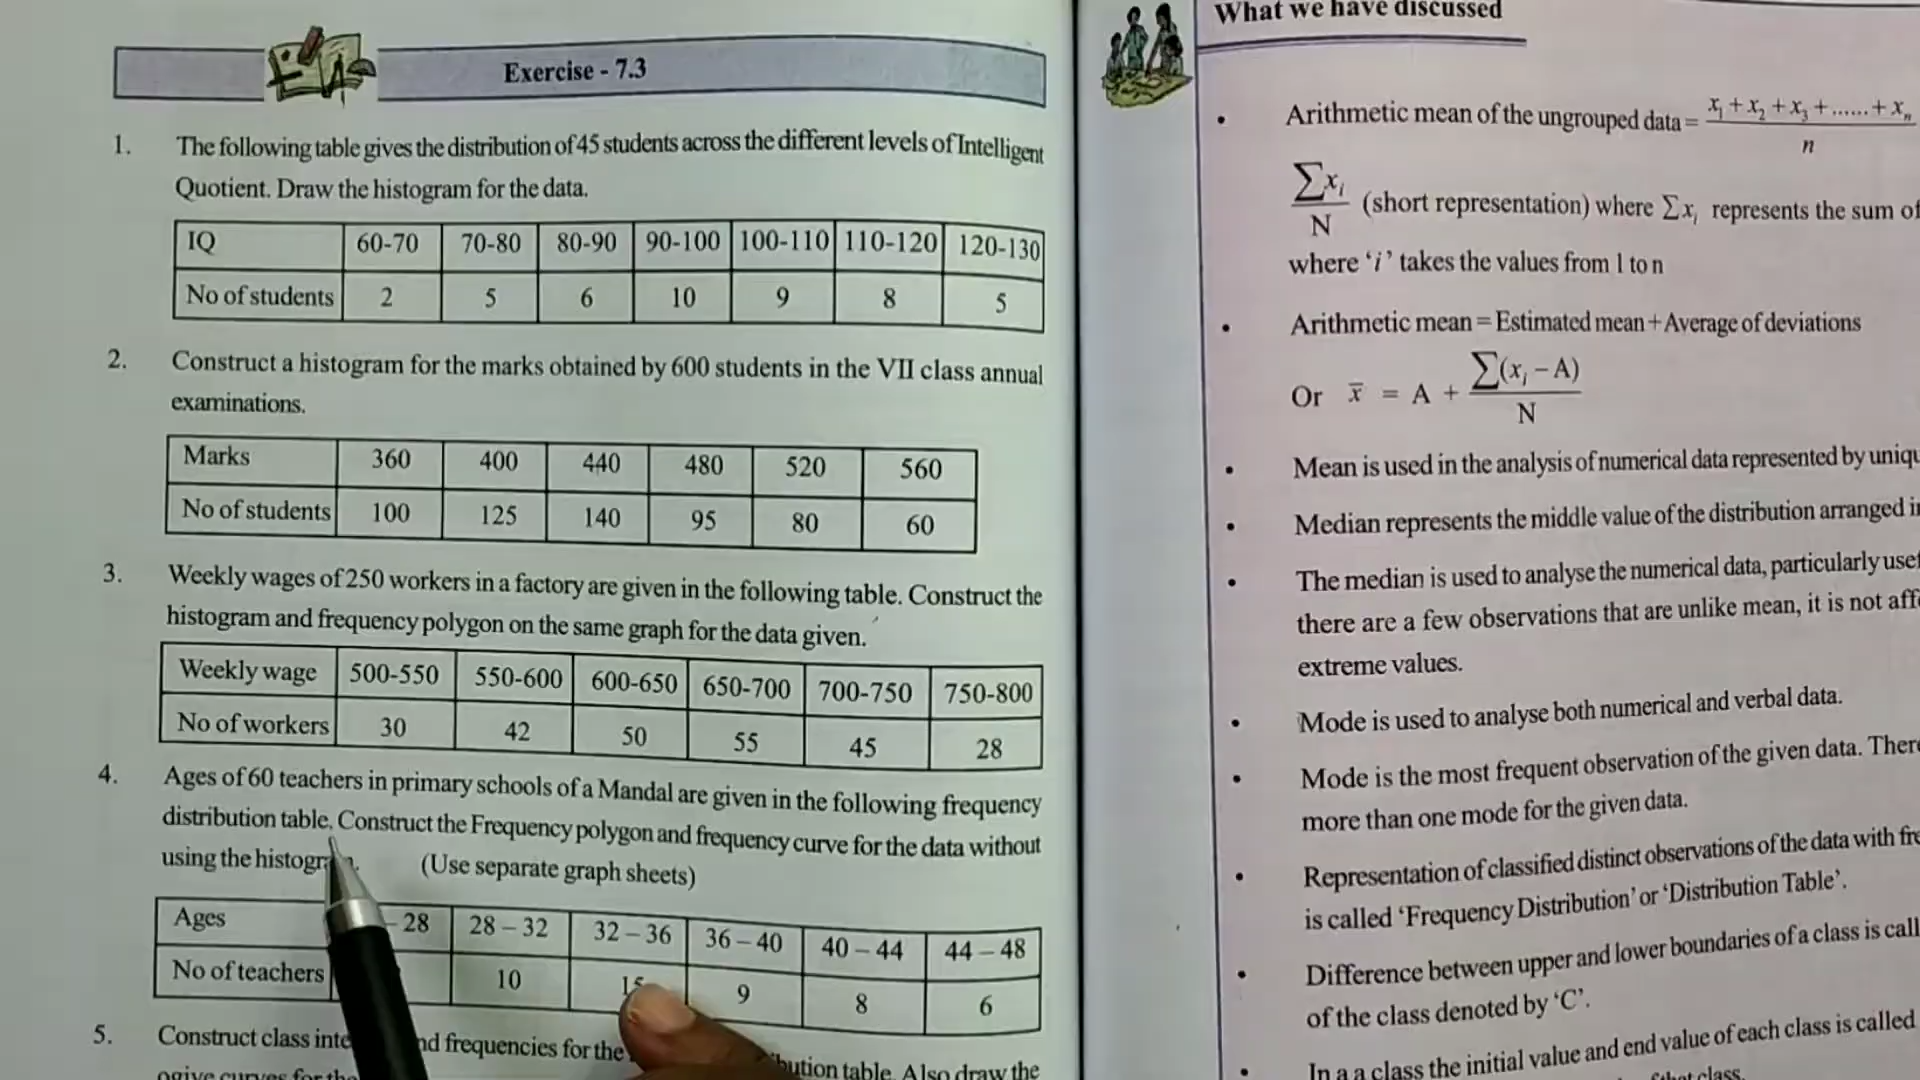 Exercise - 7.3
1. The following table gives the distribution of 45 students across the different levels of Intelligent
Quotient. Draw the histogram for the data.
IQ 60-70 70-80 80-90 90-100 100-110 110-120 120-130
No of students 2 5 6 10 9 8 5
2. Construct a histogram for the marks obtained by 600 students in the VII class annual
examinations.
Marks 360 400 440 480 520 560
No of students 100 125 140 95 80 60
3. Weekly wages of 250 workers in a factory are given in the following table. Construct the
histogram and frequency polygon on the same graph for the data given.
Weekly wage 500-550 550-600 600-650 650-700 700-750 750-800
No of workers 30 42 50 55 45 28
4. Ages of 60 teachers in primary schools of a Mandal are given in the following frequency
distribution table. Construct the Frequency polygon and frequency curve for the data without
using the (Use separate graph sheets)
Ages – 28 28 – 32 32 – 36 36 – 40 40 – 44 44 – 48
No of teachers 10 9 8 6
5. Construct class and frequencies for the table. Also draw the
ogive curves for the
What we have discussed
• Arithmetic mean of the ungrouped data = x₁ + x₂ + x₃ + ...... + xₙ / n
∑xᵢ / N (short representation) where ∑xᵢ represents the sum of
where ‘i’ takes the values from 1 to n
• Arithmetic mean = Estimated mean + Average of deviations
Or x̄ = A + ∑(xᵢ – A) / N
• Mean is used in the analysis of numerical data represented by
• Median represents the middle value of the distribution arranged
• The median is used to analyse the numerical data, particularly
there are a few observations that are unlike mean, it is not
extreme values.
• Mode is used to analyse both numerical and verbal data.
• Mode is the most frequent observation of the given data.
more than one mode for the given data.
• Representation of classified distinct observations of the data with
is called ‘Frequency Distribution’ or ‘Distribution Table’.
• Difference between upper and lower boundaries of a class is
of the class denoted by ‘C’.
• In a a class the initial value and end value of each class is called
class.